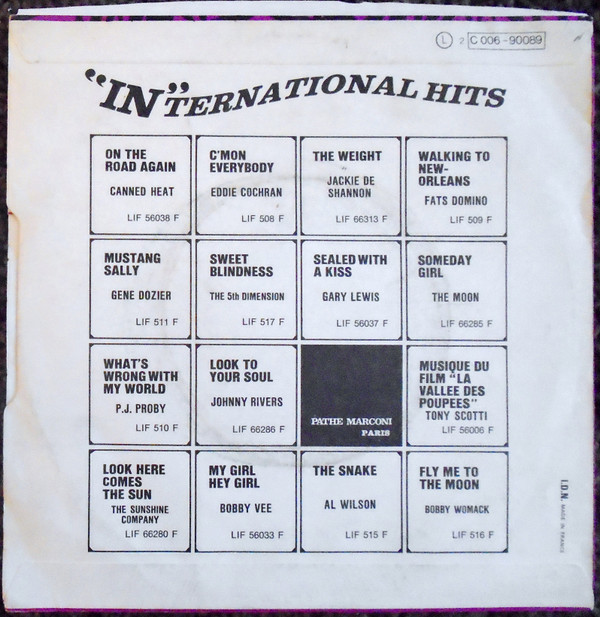 L 2 C 006-90089
"IN"TERNATIONAL HITS
ON THE
ROAD AGAIN
CANNED HEAT
LIF 56038 F
C'MON
EVERYBODY
EDDIE COCHRAN
LIF 508 F
THE WEIGHT
JACKIE DE
SHANNON
LIF 66313 F
WALKING TO
NEW-
ORLEANS
FATS DOMINO
LIF 509 F
MUSTANG
SALLY
GENE DOZIER
LIF 511 F
SWEET
BLINDNESS
THE 5th DIMENSION
LIF 517 F
SEALED WITH
A KISS
GARY LEWIS
LIF 56037 F
SOMEDAY
GIRL
THE MOON
LIF 66285 F
WHAT'S
WRONG WITH
MY WORLD
P.J. PROBY
LIF 510 F
LOOK TO
YOUR SOUL
JOHNNY RIVERS
LIF 66286 F
PATHE MARCONI
PARIS
MUSIQUE DU
FILM "LA
VALLEE DES
POUPEES"
TONY SCOTTI
LIF 56006 F
LOOK HERE
COMES
THE SUN
THE SUNSHINE
COMPANY
LIF 66280 F
MY GIRL
HEY GIRL
BOBBY VEE
LIF 56033 F
THE SNAKE
AL WILSON
LIF 515 F
FLY ME TO
THE MOON
BOBBY WOMACK
LIF 516 F
I.D.N. MADE IN FRANCE